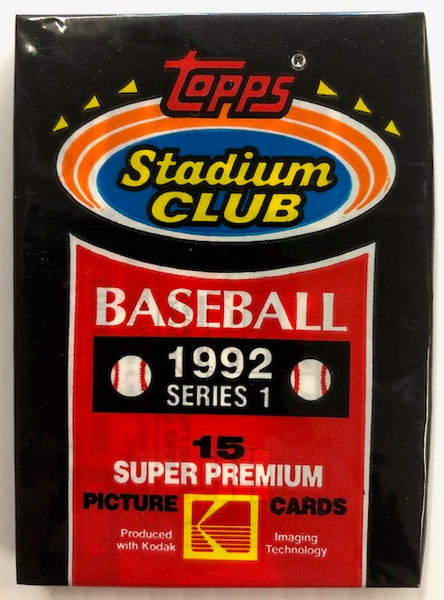 Topps ®
Stadium
CLUB
BASEBALL
1992
SERIES 1
15
SUPER PREMIUM
PICTURE CARDS
Produced with Kodak
Imaging Technology